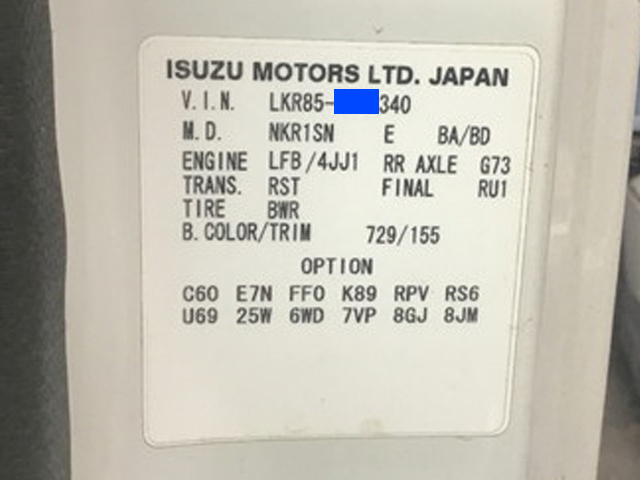 ISUZU MOTORS LTD. JAPAN
V.I.N. LKR85- 340
M.D. NKR1SN E BA/BD
ENGINE LFB/4JJ1 RR AXLE G73
TRANS. RST FINAL RU1
TIRE BWR
B.COLOR/TRIM 729/155
OPTION
C60 E7N FF0 K89 RPV RS6
U69 25W 6WD 7VP 8GJ 8JM